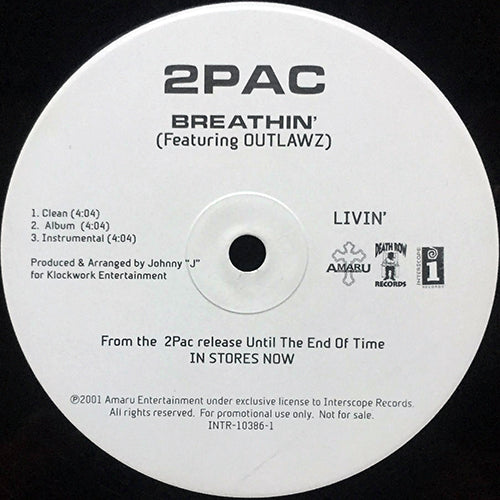 2PAC
BREATHIN'
(Featuring OUTLAWZ)
1. Clean (4:04)
2. Album (4:04)
3. Instrumental (4:04)
Produced & Arranged by Johnny "J"
for Klockwork Entertainment
LIVIN'
AMARU
DEATH ROW
RECORDS
INTERSCOPE
RECORDS
i
From the 2Pac release Until The End Of Time
IN STORES NOW
℗2001 Amaru Entertainment under exclusive license to Interscope Records.
All rights reserved. For promotional use only. Not for sale.
INTR-10386-1